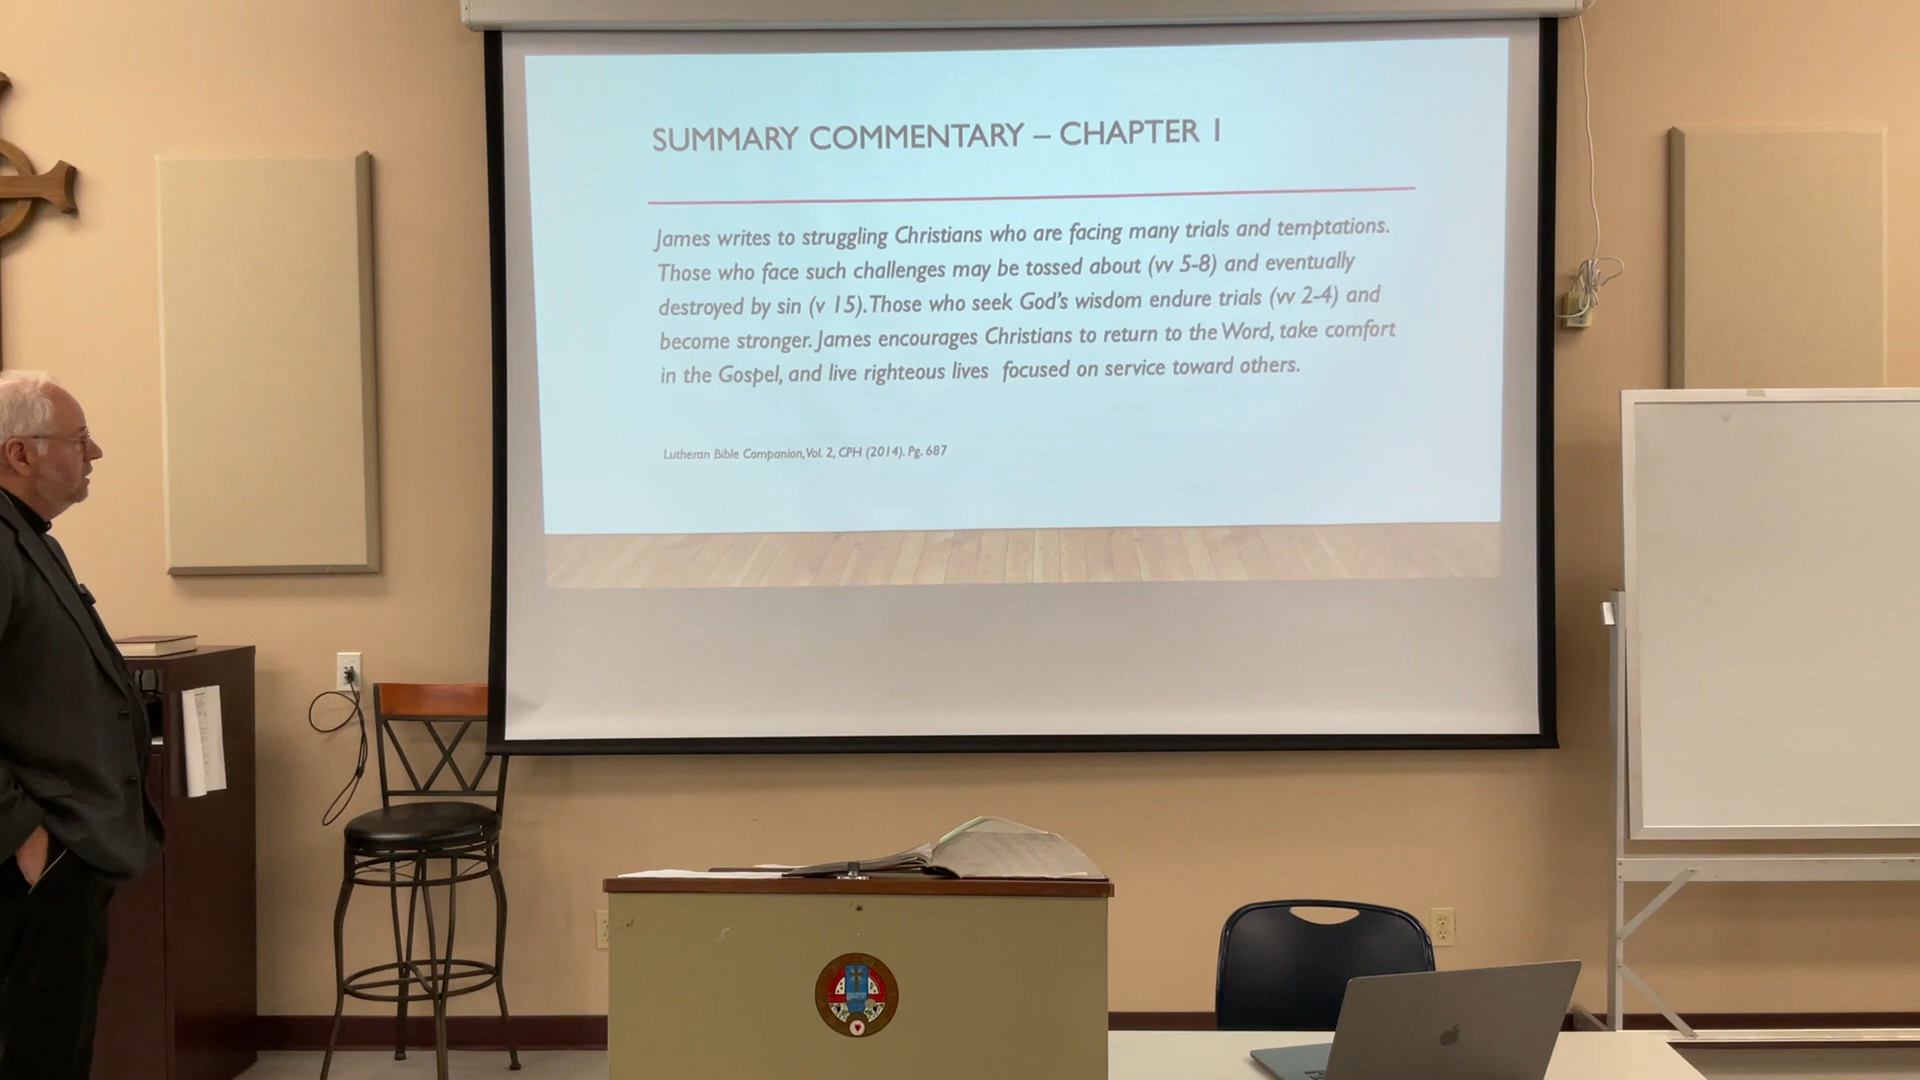 SUMMARY COMMENTARY – CHAPTER 1
James writes to struggling Christians who are facing many trials and temptations.
Those who face such challenges may be tossed about (vv 5-8) and eventually
destroyed by sin (v 15). Those who seek God's wisdom endure trials (vv 2-4) and
become stronger. James encourages Christians to return to the Word, take comfort
in the Gospel, and live righteous lives  focused on service toward others.
Lutheran Bible Companion, Vol. 2, CPH (2014). Pg. 687